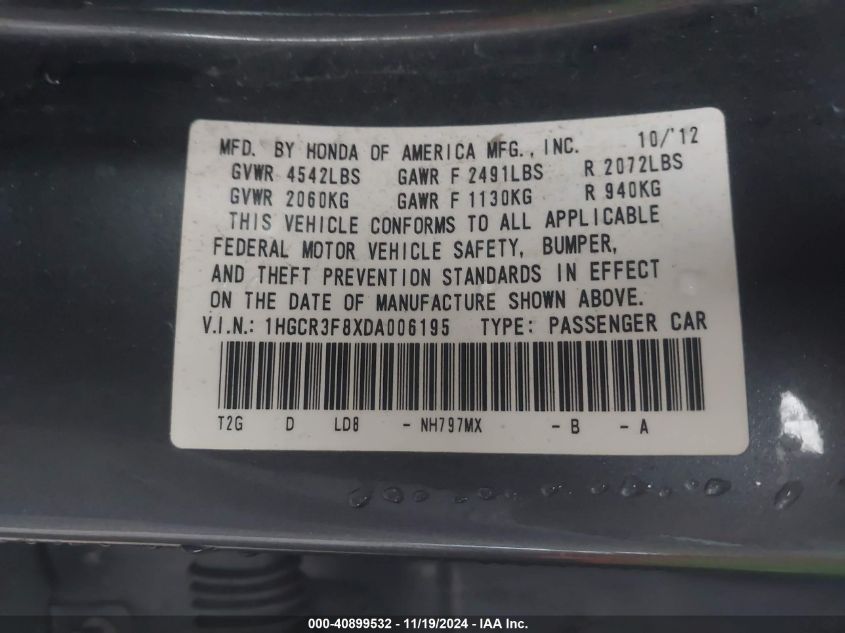 MFD. BY HONDA OF AMERICA MFG., INC. 10/'12
GVWR 4542LBS GAWR F 2491LBS R 2072LBS
GVWR 2060KG GAWR F 1130KG R 940KG
THIS VEHICLE CONFORMS TO ALL APPLICABLE
FEDERAL MOTOR VEHICLE SAFETY, BUMPER,
AND THEFT PREVENTION STANDARDS IN EFFECT
ON THE DATE OF MANUFACTURE SHOWN ABOVE.
V.I.N.: 1HGCR3F8XDA006195 TYPE: PASSENGER CAR
T2G D LD8 - NH797MX - B - A
000-40899532 - 11/19/2024 - IAA Inc.